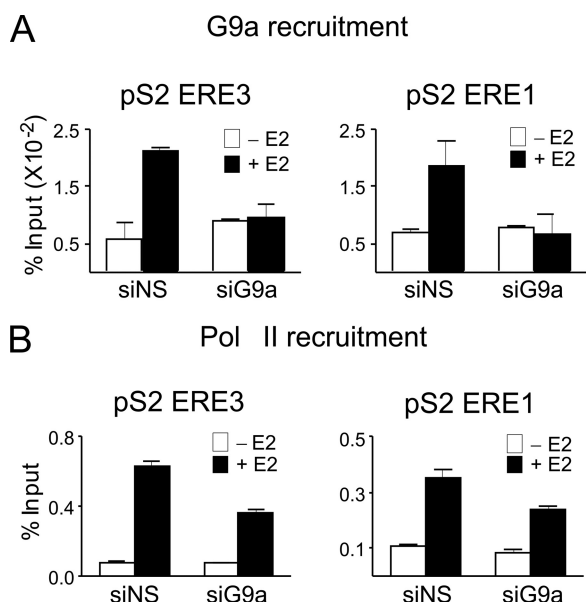 A
G9a recruitment
pS2 ERE3
pS2 ERE1
% Input (X10-2)
2.5
1.5
0.5
– E2
+ E2
siNS
siG9a
2.5
1.5
0.5
– E2
+ E2
siNS
siG9a
B
Pol II recruitment
pS2 ERE3
pS2 ERE1
% Input
0.8
0.4
0.0
– E2
+ E2
siNS
siG9a
0.5
0.3
0.1
– E2
+ E2
siNS
siG9a